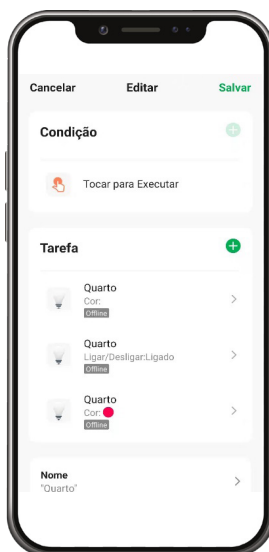 Cancelar Editar Salvar
Condição
Tocar para Executar
Tarefa
Quarto
Cor:
Offline
Quarto
Ligar/Desligar:Ligado
Offline
Quarto
Cor:
Offline
Nome
"Quarto"